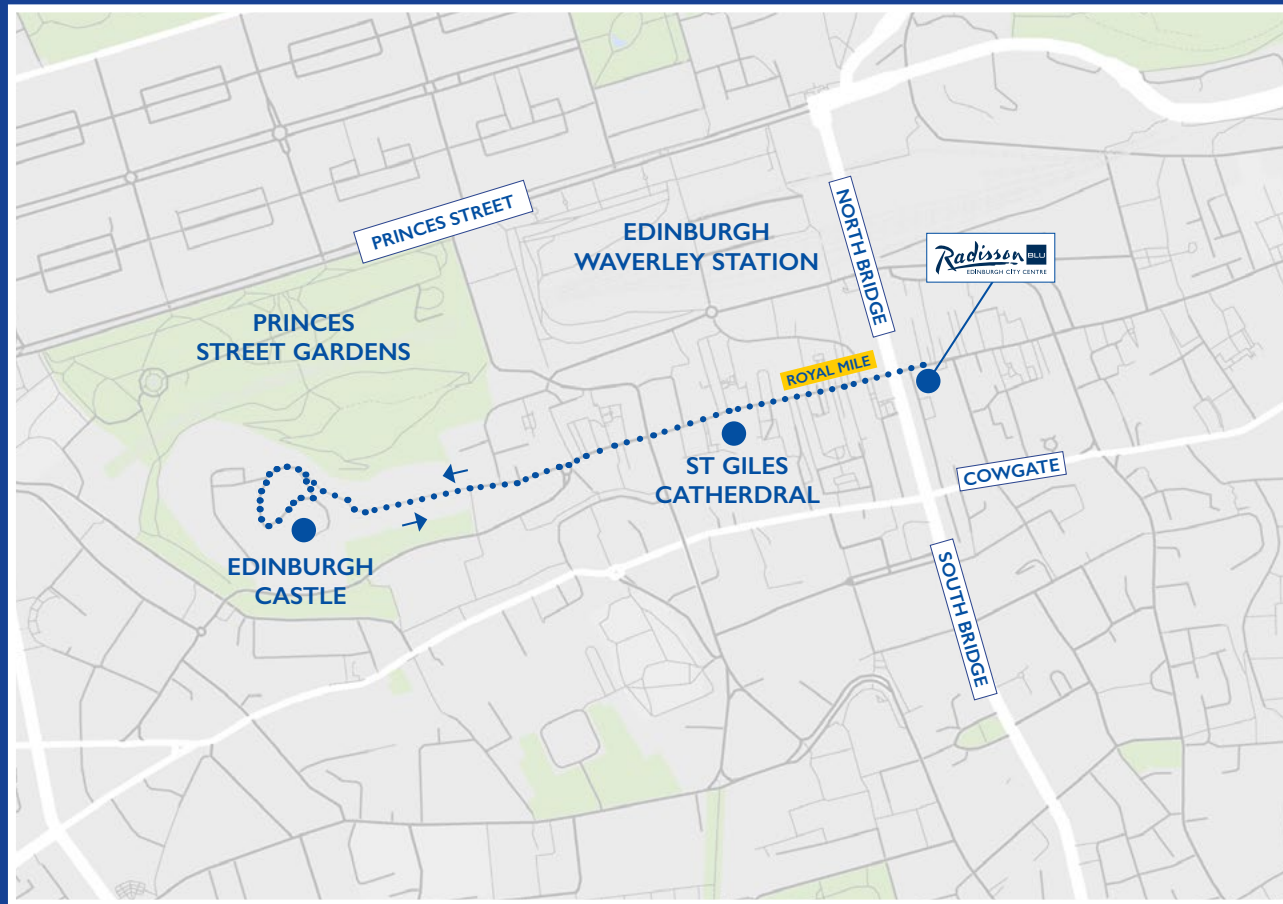 PRINCES STREET
EDINBURGH
WAVERLEY STATION
NORTH BRIDGE
Radisson BLU
EDINBURGH CITY CENTRE
PRINCES
STREET GARDENS
ROYAL MILE
ST GILES
CATHERDRAL
COWGATE
EDINBURGH
CASTLE
SOUTH BRIDGE